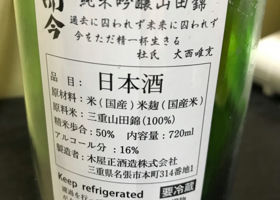 而今
純米吟醸山田錦
過去に囚われず未来に囚われず
今をただ精一杯生きる
杜氏 大西唯克
品目:日本酒
原材料:米(国産)米麹(国産米)
原料米:三重山田錦(100%)
精米歩合:50% 内容量:720ml
アルコール分:16%
製造者:木屋正酒造株式会社
三重県名張市本町314番地1
Keep refrigerated
要冷蔵